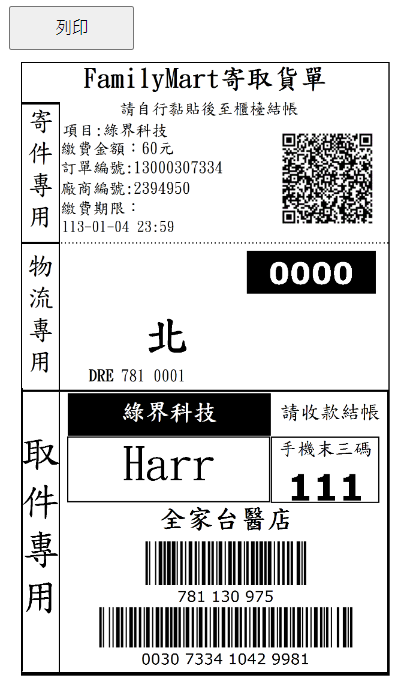 列印
FamilyMart寄取貨單
寄件專用
請自行黏貼後至櫃檯結帳
項目:綠界科技
繳費金額：60元
訂單編號:13000307334
廠商編號:2394950
繳費期限：
113-01-04 23:59
物流專用
0000
北
DRE 781 0001
取件專用
綠界科技 請收款結帳
Harr
手機末三碼
111
全家台醫店
781 130 975
0030 7334 1042 9981